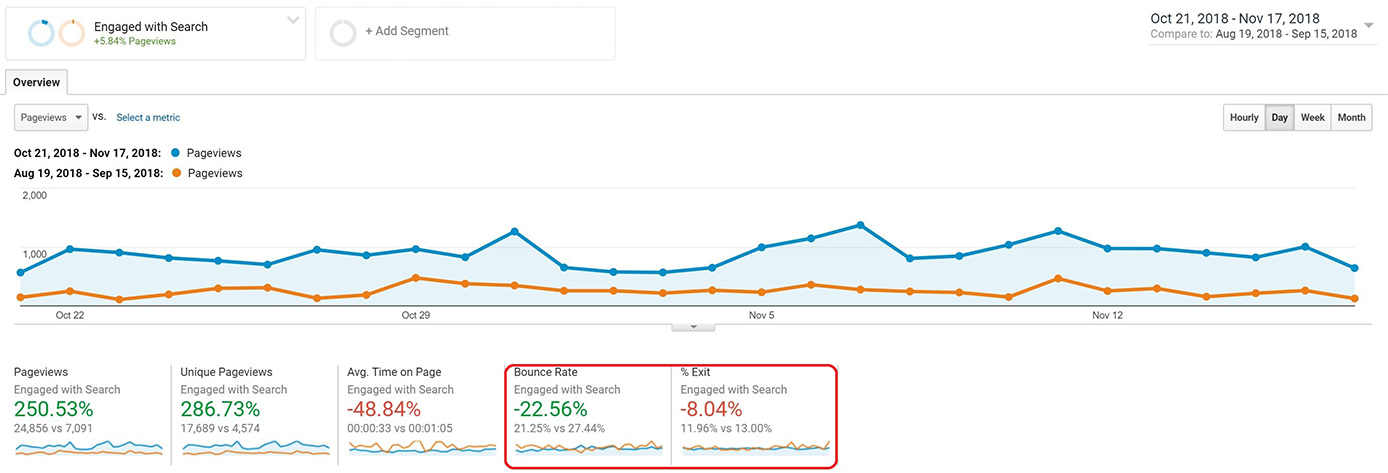 Engaged with Search
+5.84% Pageviews
+ Add Segment
Oct 21, 2018 - Nov 17, 2018
Compare to: Aug 19, 2018 - Sep 15, 2018
Overview
Pageviews
vs.
Select a metric
Hourly Day Week Month
Oct 21, 2018 - Nov 17, 2018: Pageviews
Aug 19, 2018 - Sep 15, 2018: Pageviews
2,000
1,000
Oct 22 Oct 29 Nov 5 Nov 12
Pageviews
Engaged with Search
250.53%
24,856 vs 7,091
Unique Pageviews
Engaged with Search
286.73%
17,689 vs 4,574
Avg. Time on Page
Engaged with Search
-48.84%
00:00:33 vs 00:01:05
Bounce Rate
Engaged with Search
-22.56%
21.25% vs 27.44%
% Exit
Engaged with Search
-8.04%
11.96% vs 13.00%